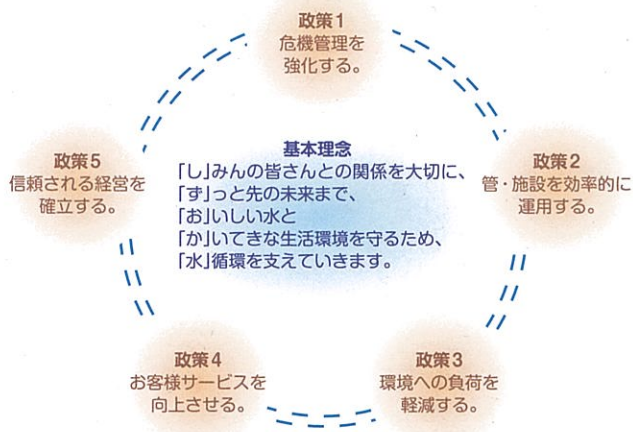 政策1
危機管理を
強化する。
政策2
管・施設を効率的に
運用する。
政策3
環境への負荷を
軽減する。
政策4
お客様サービスを
向上させる。
政策5
信頼される経営を
確立する。
基本理念
「し」みんの皆さんとの関係を大切に、
「ず」っと先の未来まで、
「お」いしい水と
「か」いてきな生活環境を守るため、
「水」循環を支えていきます。